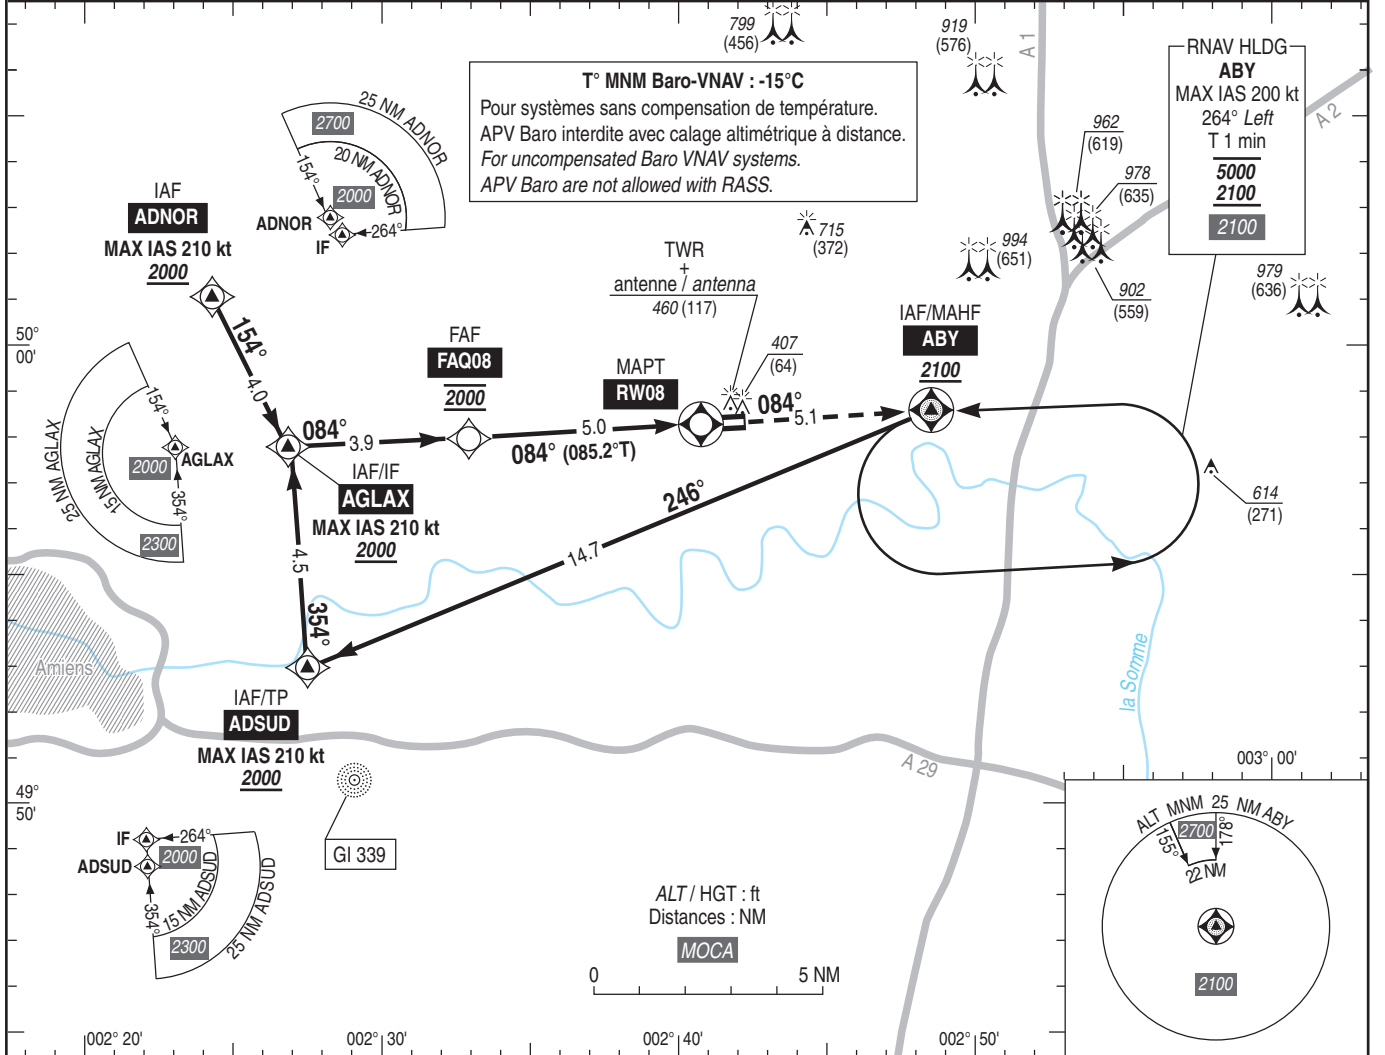 799
(456)
919
(576)
A 1
RNAV HLDG
ABY
MAX IAS 200 kt
264° Left
T 1 min
5000
2100
2100
A 2
T° MNM Baro-VNAV : -15°C
Pour systèmes sans compensation de température.
APV Baro interdite avec calage altimétrique à distance.
For uncompensated Baro VNAV systems.
APV Baro are not allowed with RASS.
25 NM ADNOR
2700
20 NM ADNOR
154°
2000
ADNOR
IF
264°
962
(619)
978
(635)
IAF
ADNOR
MAX IAS 210 kt
2000
715
(372)
994
(651)
902
(559)
979
(636)
TWR
+
antenne / antenna
460 (117)
407
(64)
IAF/MAHF
ABY
2100
50°
00'
154°
4.0
FAF
FAQ08
2000
MAPT
RW08
084°
5.1
084°
3.9
5.0
084° (085.2°T)
IAF/IF
AGLAX
MAX IAS 210 kt
2000
154°
2000
AGLAX
354°
15 NM AGLAX
25 NM AGLAX
2300
246°
14.7
614
(271)
4.5
354°
Amiens
IAF/TP
ADSUD
MAX IAS 210 kt
2000
la Somme
A 29
003° 00'
49°
50'
GI 339
IF
264°
ADSUD
2000
354°
15 NM ADSUD
25 NM ADSUD
2300
ALT / HGT : ft
Distances : NM
MOCA
0
5 NM
ALT MNM 25 NM ABY
2700
155°
178°
22 NM
2100
002° 20'
002° 30'
002° 40'
002° 50'